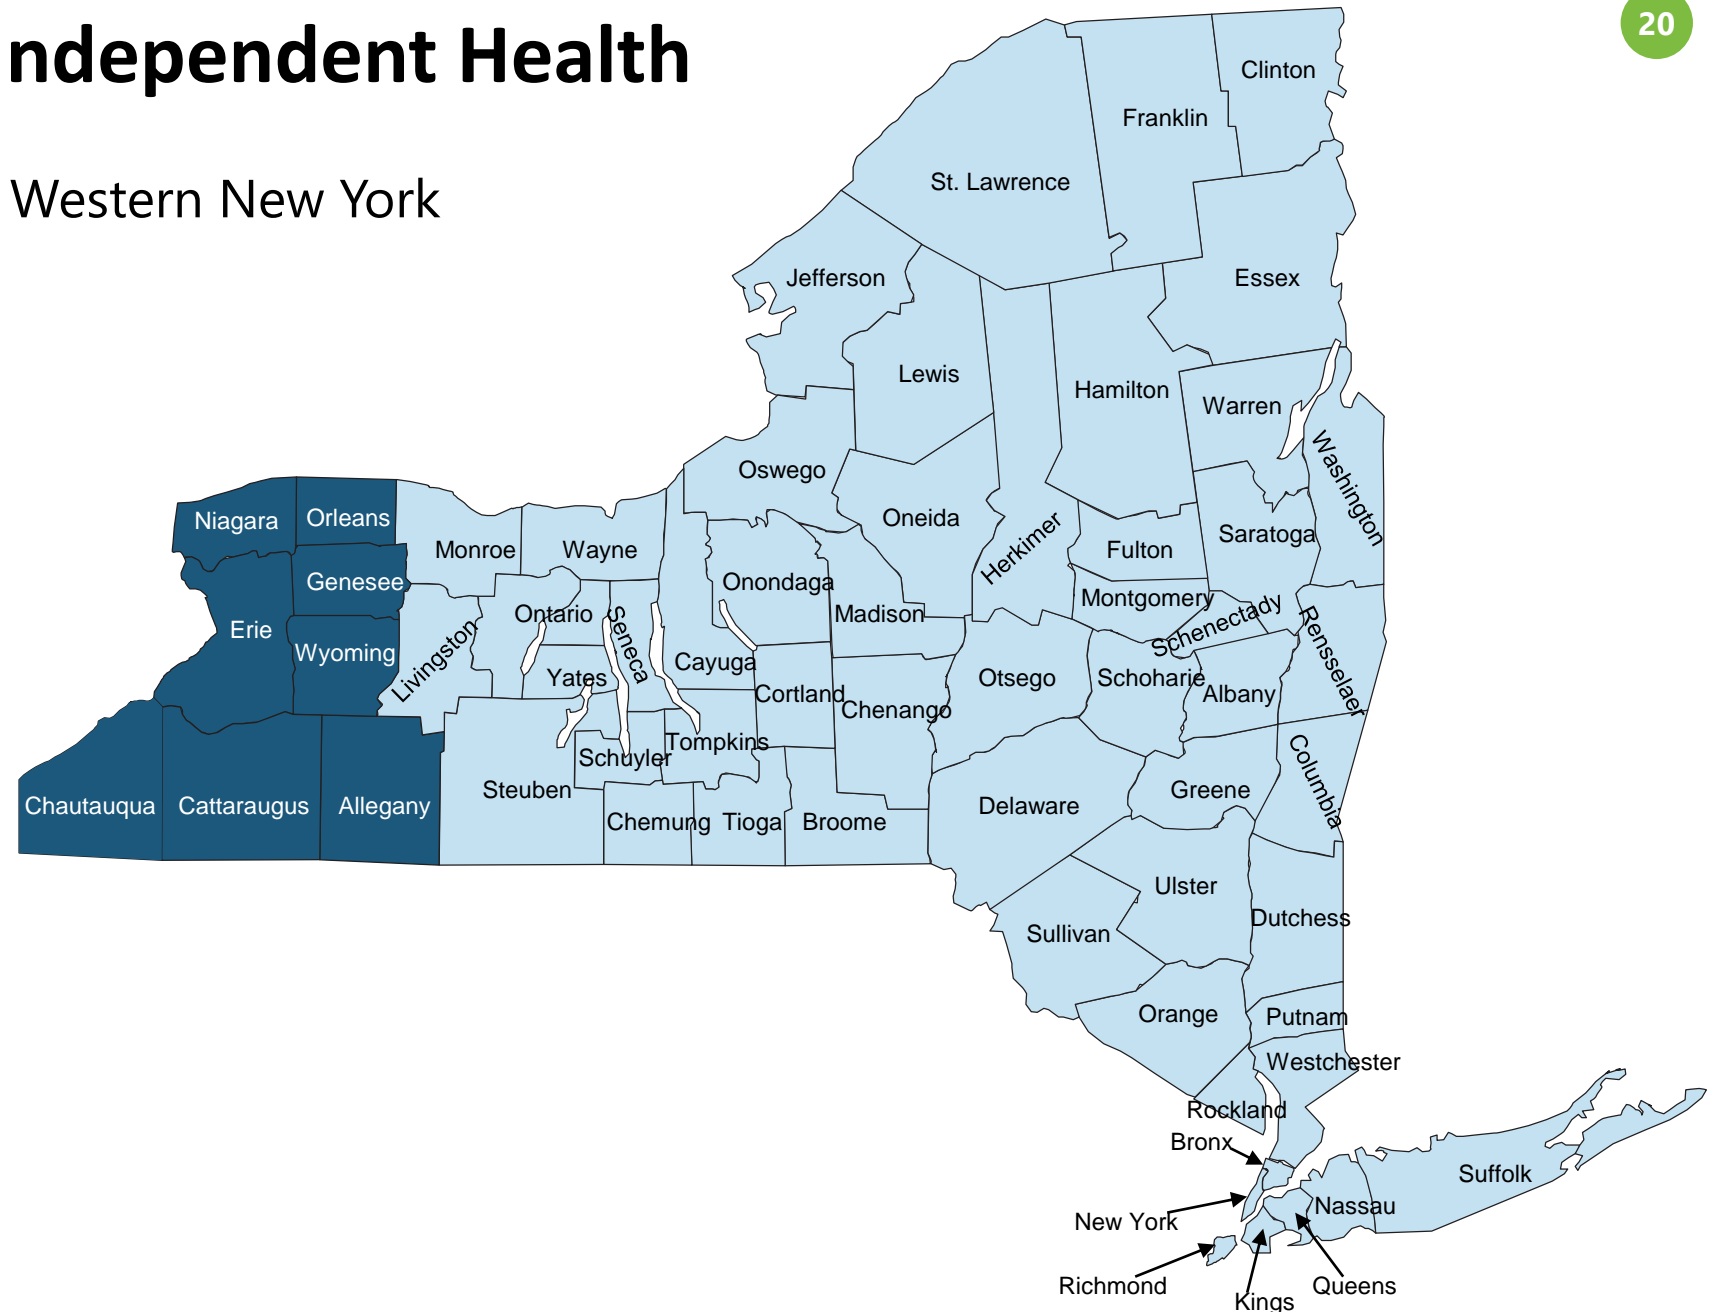 ndependent Health
20
Western New York
Clinton
Franklin
St. Lawrence
Jefferson
Essex
Lewis
Hamilton
Warren
Washington
Oswego
Oneida
Herkimer
Saratoga
Fulton
Niagara
Orleans
Monroe
Wayne
Onondaga
Genesee
Madison
Montgomery
Schenectady
Rensselaer
Erie
Wyoming
Livingston
Ontario
Seneca
Yates
Cayuga
Cortland
Chenango
Otsego
Schoharie
Albany
Tompkins
Schuyler
Steuben
Columbia
Greene
Chautauqua
Cattaraugus
Allegany
Chemung
Tioga
Broome
Delaware
Ulster
Dutchess
Sullivan
Orange
Putnam
Westchester
Rockland
Bronx
Suffolk
Nassau
New York
Richmond
Queens
Kings